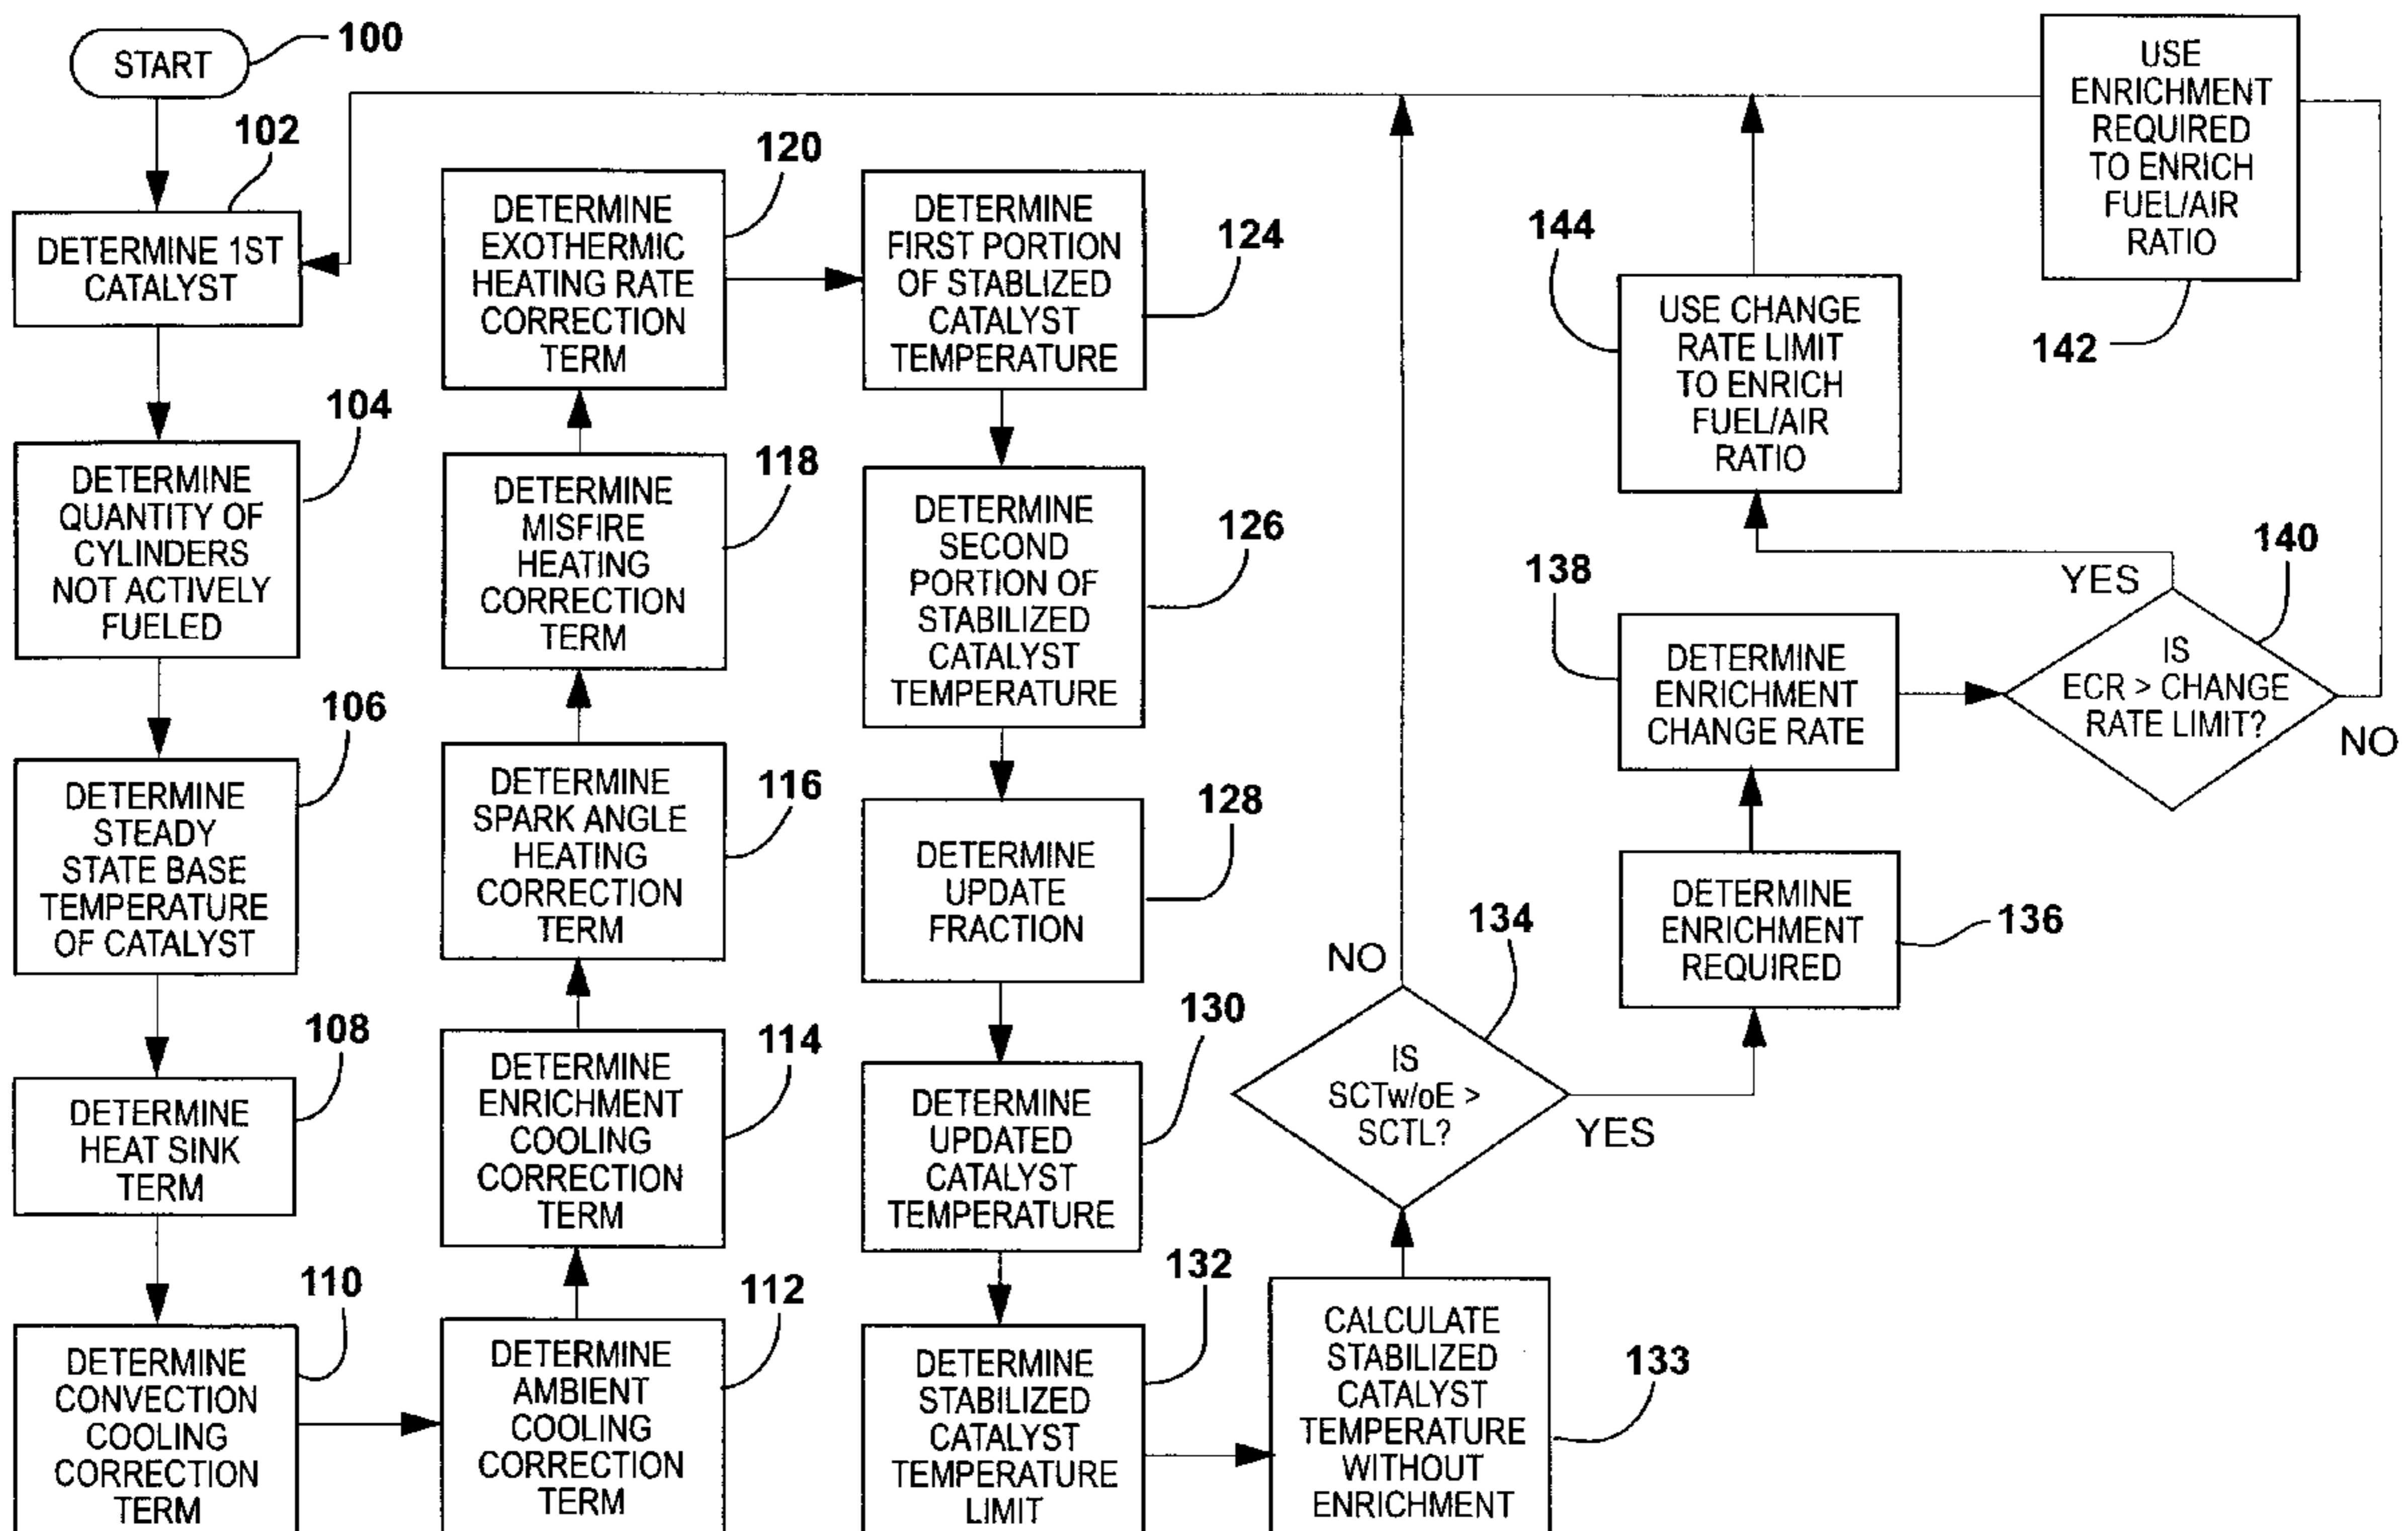 START
100
102
DETERMINE 1ST
CATALYST
104
DETERMINE
QUANTITY OF
CYLINDERS
NOT ACTIVELY
FUELED
106
DETERMINE
STEADY
STATE BASE
TEMPERATURE
OF CATALYST
108
DETERMINE
HEAT SINK
TERM
110
DETERMINE
CONVECTION
COOLING
CORRECTION
TERM
112
DETERMINE
AMBIENT
COOLING
CORRECTION
TERM
114
DETERMINE
ENRICHMENT
COOLING
CORRECTION
TERM
116
DETERMINE
SPARK ANGLE
HEATING
CORRECTION
TERM
118
DETERMINE
MISFIRE
HEATING
CORRECTION
TERM
120
DETERMINE
EXOTHERMIC
HEATING RATE
CORRECTION
TERM
124
DETERMINE
FIRST PORTION
OF STABLIZED
CATALYST
TEMPERATURE
126
DETERMINE
SECOND
PORTION OF
STABILIZED
CATALYST
TEMPERATURE
128
DETERMINE
UPDATE
FRACTION
130
DETERMINE
UPDATED
CATALYST
TEMPERATURE
132
DETERMINE
STABILIZED
CATALYST
TEMPERATURE
LIMIT
133
CALCULATE
STABILIZED
CATALYST
TEMPERATURE
WITHOUT
ENRICHMENT
134
IS
SCTw/oE >
SCTL?
NO
YES
136
DETERMINE
ENRICHMENT
REQUIRED
138
DETERMINE
ENRICHMENT
CHANGE RATE
140
IS
ECR > CHANGE
RATE LIMIT?
YES
NO
144
USE CHANGE
RATE LIMIT
TO ENRICH
FUEL/AIR
RATIO
142
USE
ENRICHMENT
REQUIRED
TO ENRICH
FUEL/AIR
RATIO